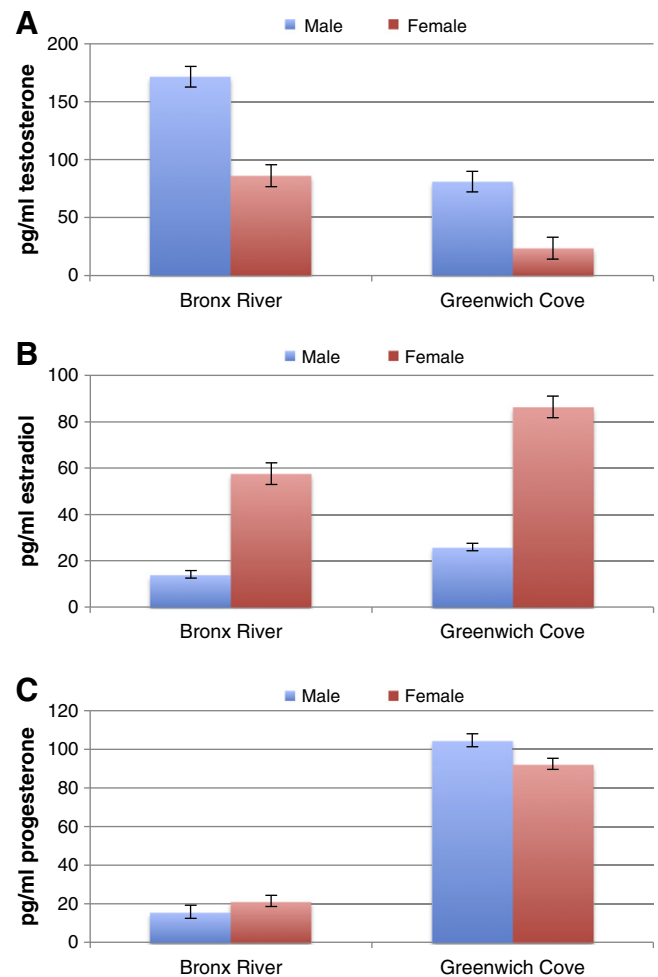 A
Male Female
pg/ml testosterone
200
150
100
50
0
Bronx River Greenwich Cove
B
Male Female
pg/ml estradiol
100
80
60
40
20
0
Bronx River Greenwich Cove
C
Male Female
pg/ml progesterone
120
100
80
60
40
20
0
Bronx River Greenwich Cove